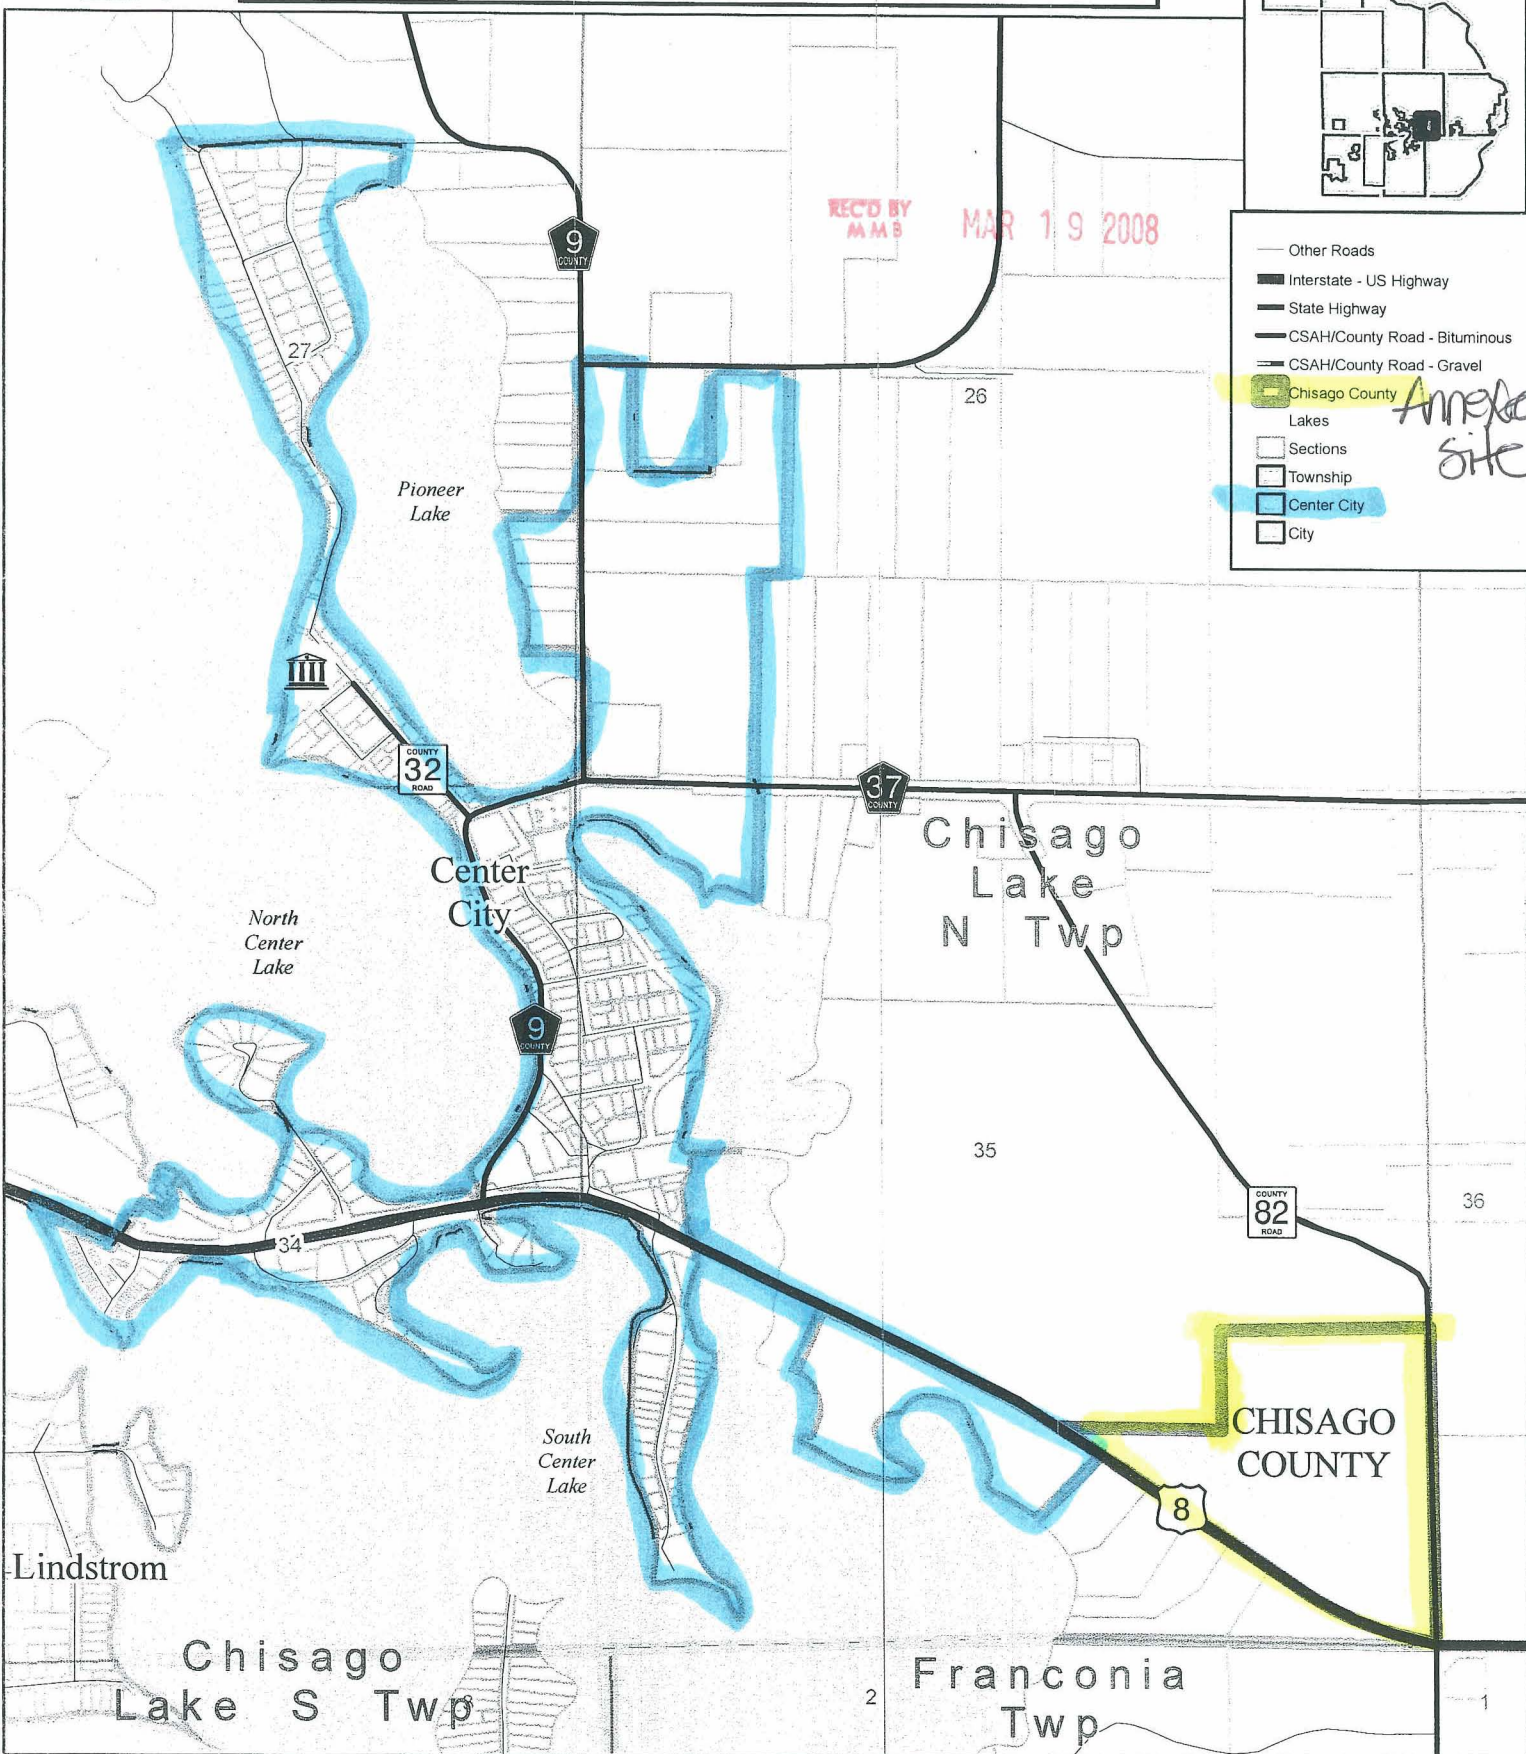 REC'D BY
MMB
MAR 19 2008
Other Roads
Interstate - US Highway
State Highway
CSAH/County Road - Bituminous
CSAH/County Road - Gravel
Chisago County
Lakes
Sections
Township
Center City
City
Site
9
COUNTY
27
26
Pioneer
Lake
COUNTY
32
ROAD
37
COUNTY
Chisago
Lake
N Twp
Center
City
North
Center
Lake
9
COUNTY
35
COUNTY
82
ROAD
36
34
CHISAGO
COUNTY
South
Center
Lake
8
Lindstrom
Chisago
Lake S Twp
Franconia
Twp
2
1